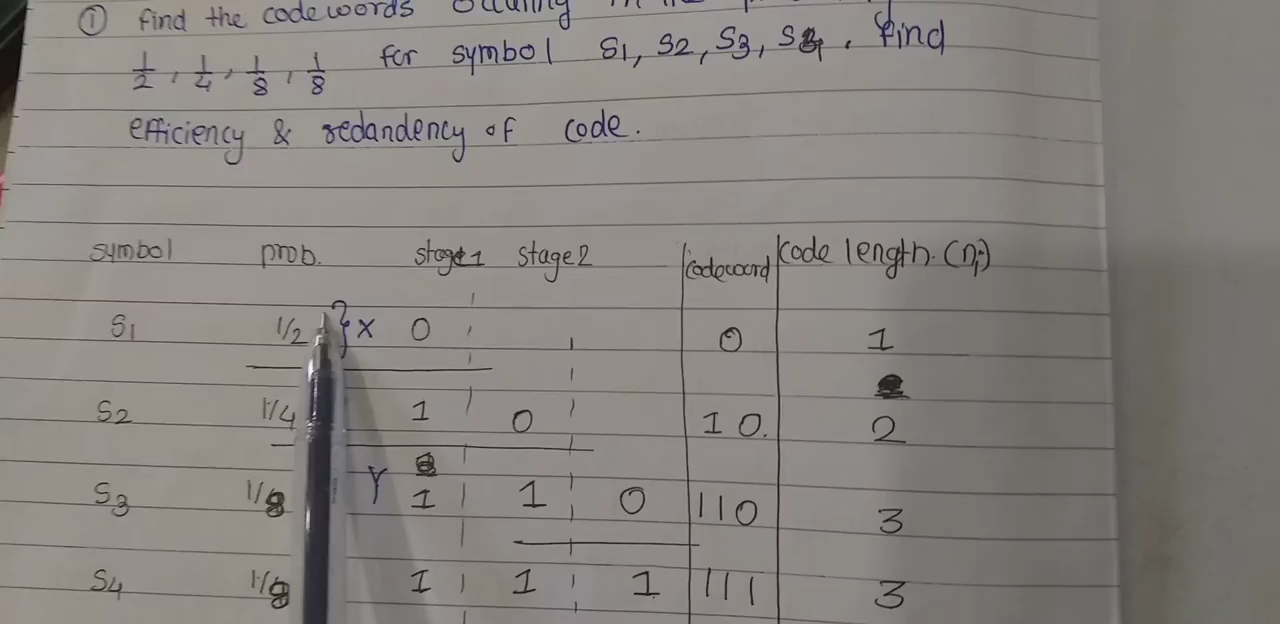 ① find the codewords
1/2, 1/4, 1/8, 1/8 for symbol S1, S2, S3, S4. find
efficiency & redandency of code.
symbol prob. stage1 stage2 codeword code length. (ni)
S1 1/2 } X 0 0 1
S2 1/4 1 0 10. 2
Y
S3 1/8 1 1 0 110 3
S4 1/8 1 1 1 111 3